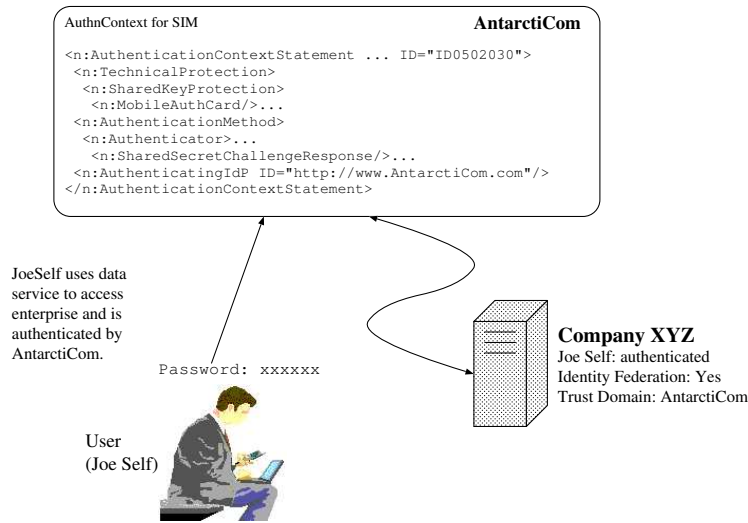 AuthnContext for SIM
AntarctiCom
<n:AuthenticationContextStatement ... ID="ID0502030">
<n:TechnicalProtection>
<n:SharedKeyProtection>
<n:MobileAuthCard/>...
<n:AuthenticationMethod>
<n:Authenticator>...
<n:SharedSecretChallengeResponse/>...
<n:AuthenticatingIdP ID="http://www.AntarctiCom.com"/>
</n:AuthenticationContextStatement>
JoeSelf uses data
service to access
enterprise and is
authenticated by
AntarctiCom.
Company XYZ
Joe Self: authenticated
Identity Federation: Yes
Trust Domain: AntarctiCom
Password: xxxxxx
User
(Joe Self)